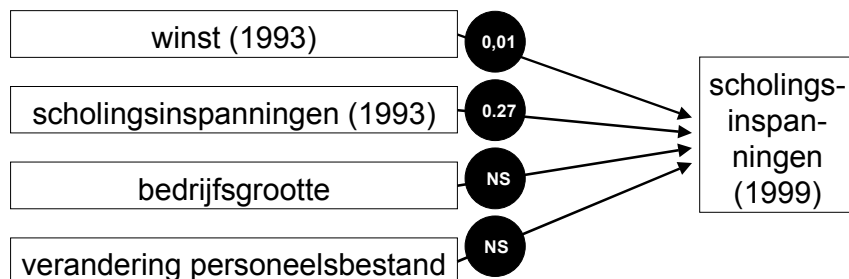 winst (1993)
0,01
scholingsinspanningen (1993)
0.27
bedrijfsgrootte
NS
verandering personeelsbestand
NS
scholings-
inspan-
ningen
(1999)